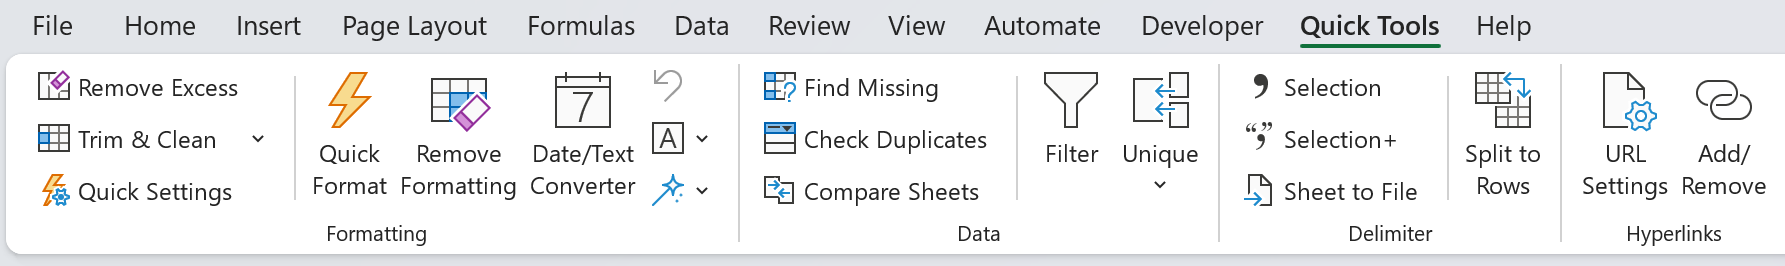 File Home Insert Page Layout Formulas Data Review View Automate Developer Quick Tools Help
Remove Excess
Trim & Clean
Quick Settings
Quick
Format
Remove
Formatting
Date/Text
Converter
7
A
Formatting
Find Missing
Check Duplicates
Compare Sheets
Filter
Unique
Data
Selection
Selection+
Sheet to File
Split to
Rows
Delimiter
URL
Settings
Add/
Remove
Hyperlinks